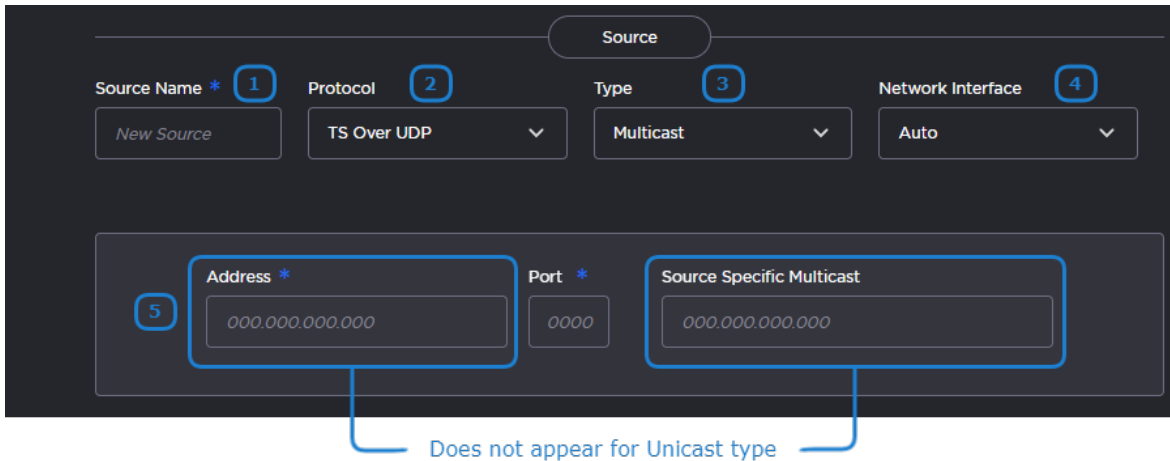 Source
Source Name * 1 Protocol 2 Type 3 Network Interface 4
New Source TS Over UDP Multicast Auto
Address * Port * Source Specific Multicast
5 000.000.000.000 0000 000.000.000.000
Does not appear for Unicast type